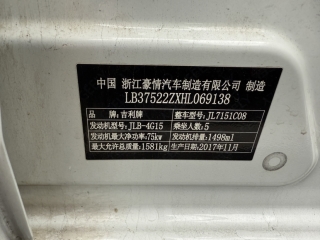 中国 浙江豪情汽车制造有限公司 制造
LB37522ZXHL069138
品牌：吉利牌 整车型号：JL7151C08
发动机型号：JLB-4G15 乘坐人数：5
发动机最大净功率：75kw 发动机排量：1498ml
最大允许总质量：1581kg 生产日期：2017年11月